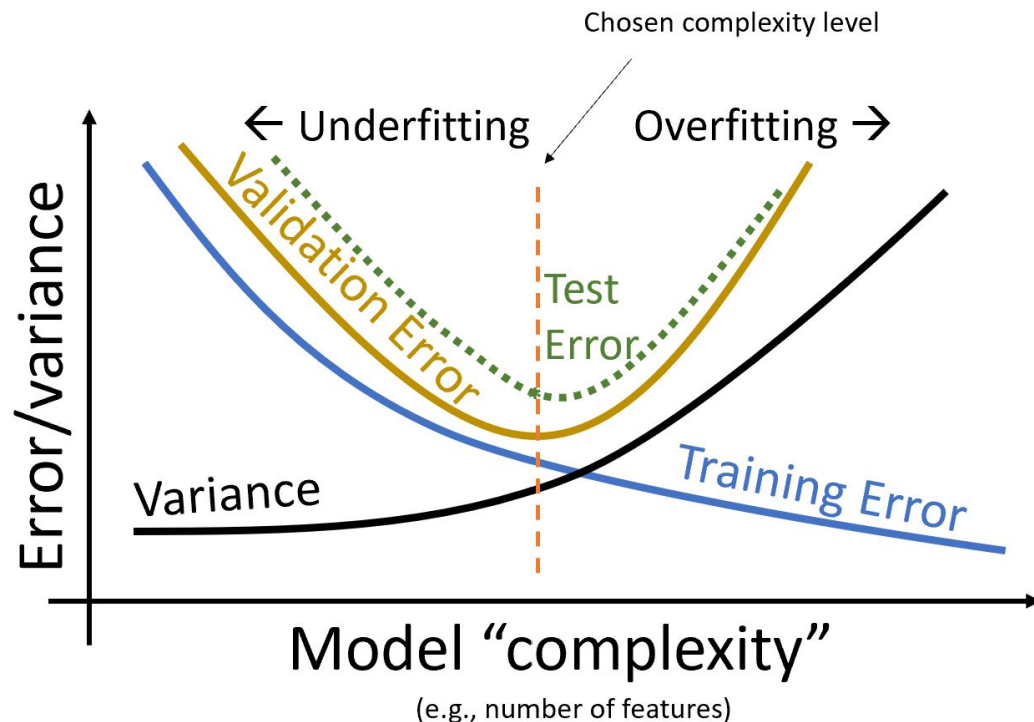 Chosen complexity level
← Underfitting
Overfitting →
Error/variance
Validation Error
Test
Error
Variance
Training Error
Model “complexity”
(e.g., number of features)